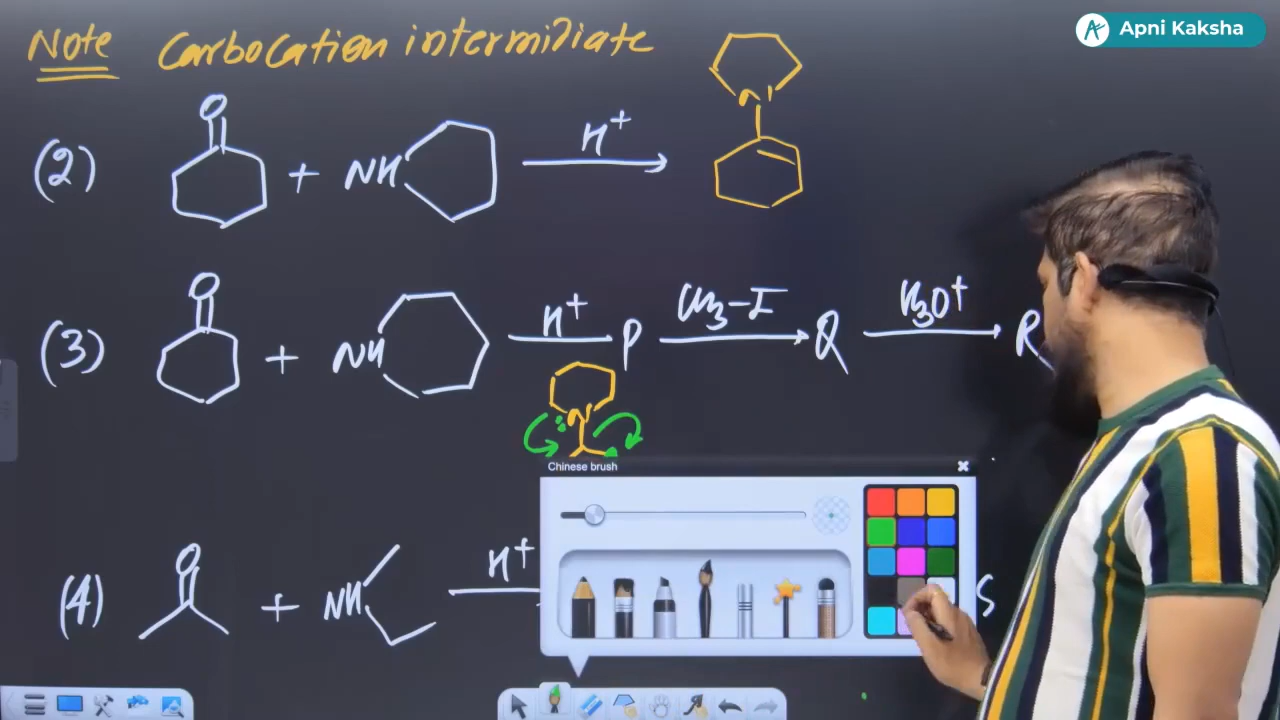 Note Carbocation intermidiate
Apni Kaksha
(2) O + NH H+ N
(3) O + NH H+ P CH3-I Q H3O+ R
N
Chinese brush
(4) O + NH H+ S